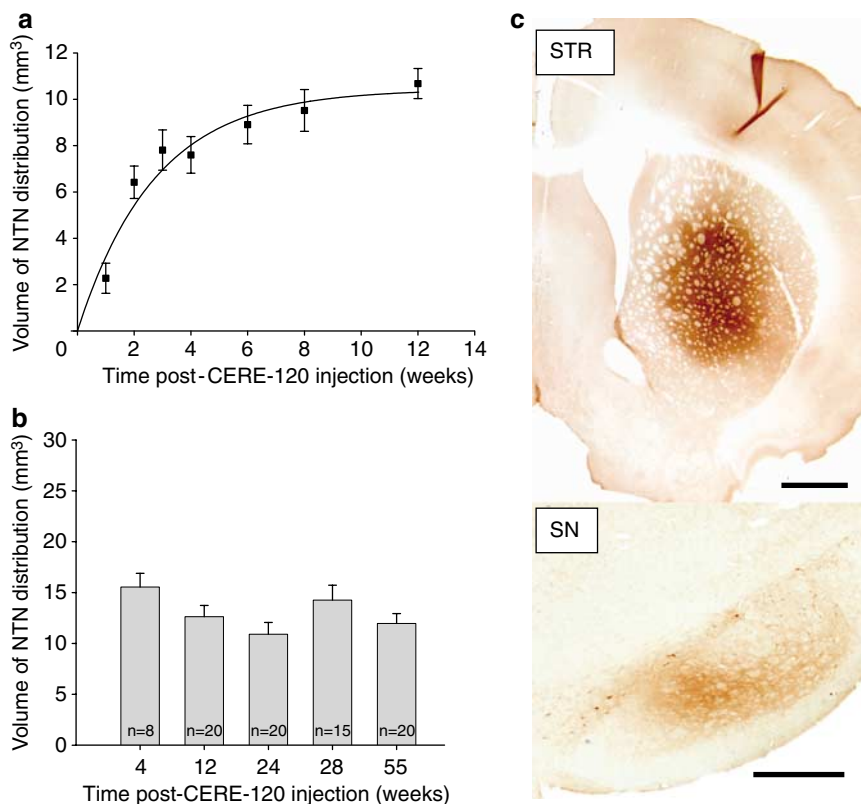 a
12
10
8
6
4
2
0
2 4 6 8 10 12 14
Volume of NTN distribution (mm³)
Time post-CERE-120 injection (weeks)
b
30
25
20
15
10
5
0
n=8 n=20 n=20 n=15 n=20
4 12 24 28 55
Volume of NTN distribution (mm³)
Time post-CERE-120 injection (weeks)
c
STR
SN